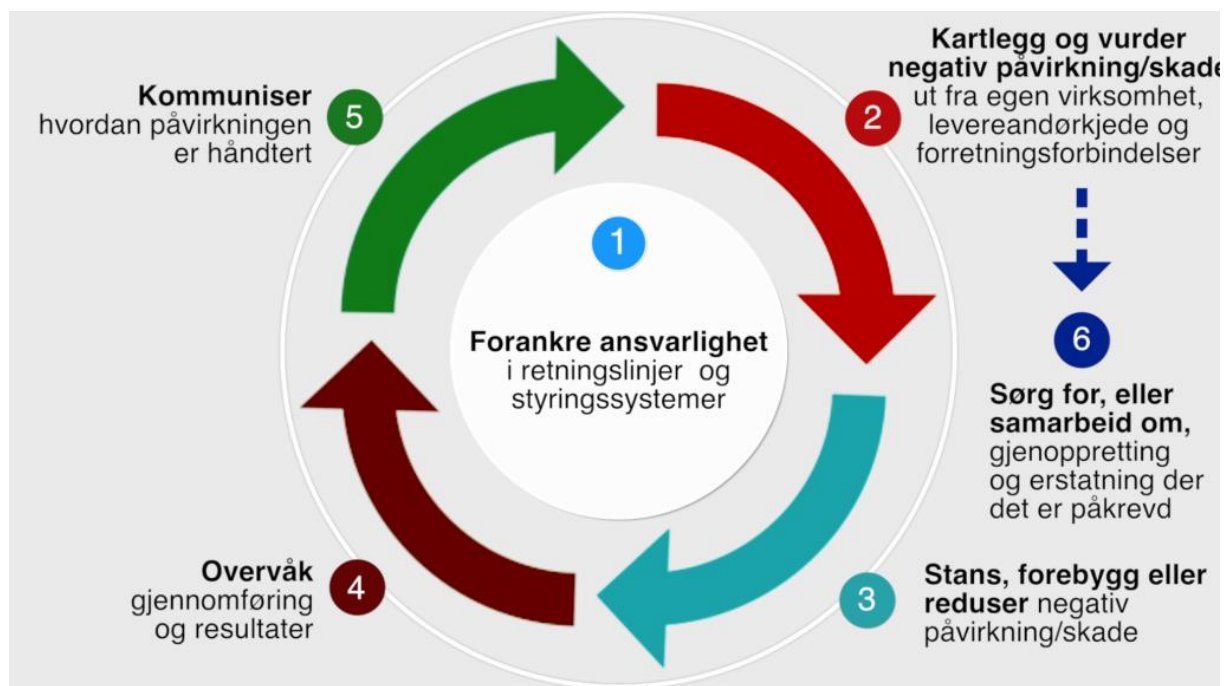 1
Forankre ansvarlighet
i retningslinjer og
styringssystemer
2
Kartlegg og vurder
negativ påvirkning/skade
ut fra egen virksomhet,
levereandørkjede og
forretningsforbindelser
3
Stans, forebygg eller
reduser negativ
påvirkning/skade
4
Overvåk
gjennomføring
og resultater
5
Kommuniser
hvordan påvirkningen
er håndtert
6
Sørg for, eller
samarbeid om,
gjenoppretting
og erstatning der
det er påkrevd